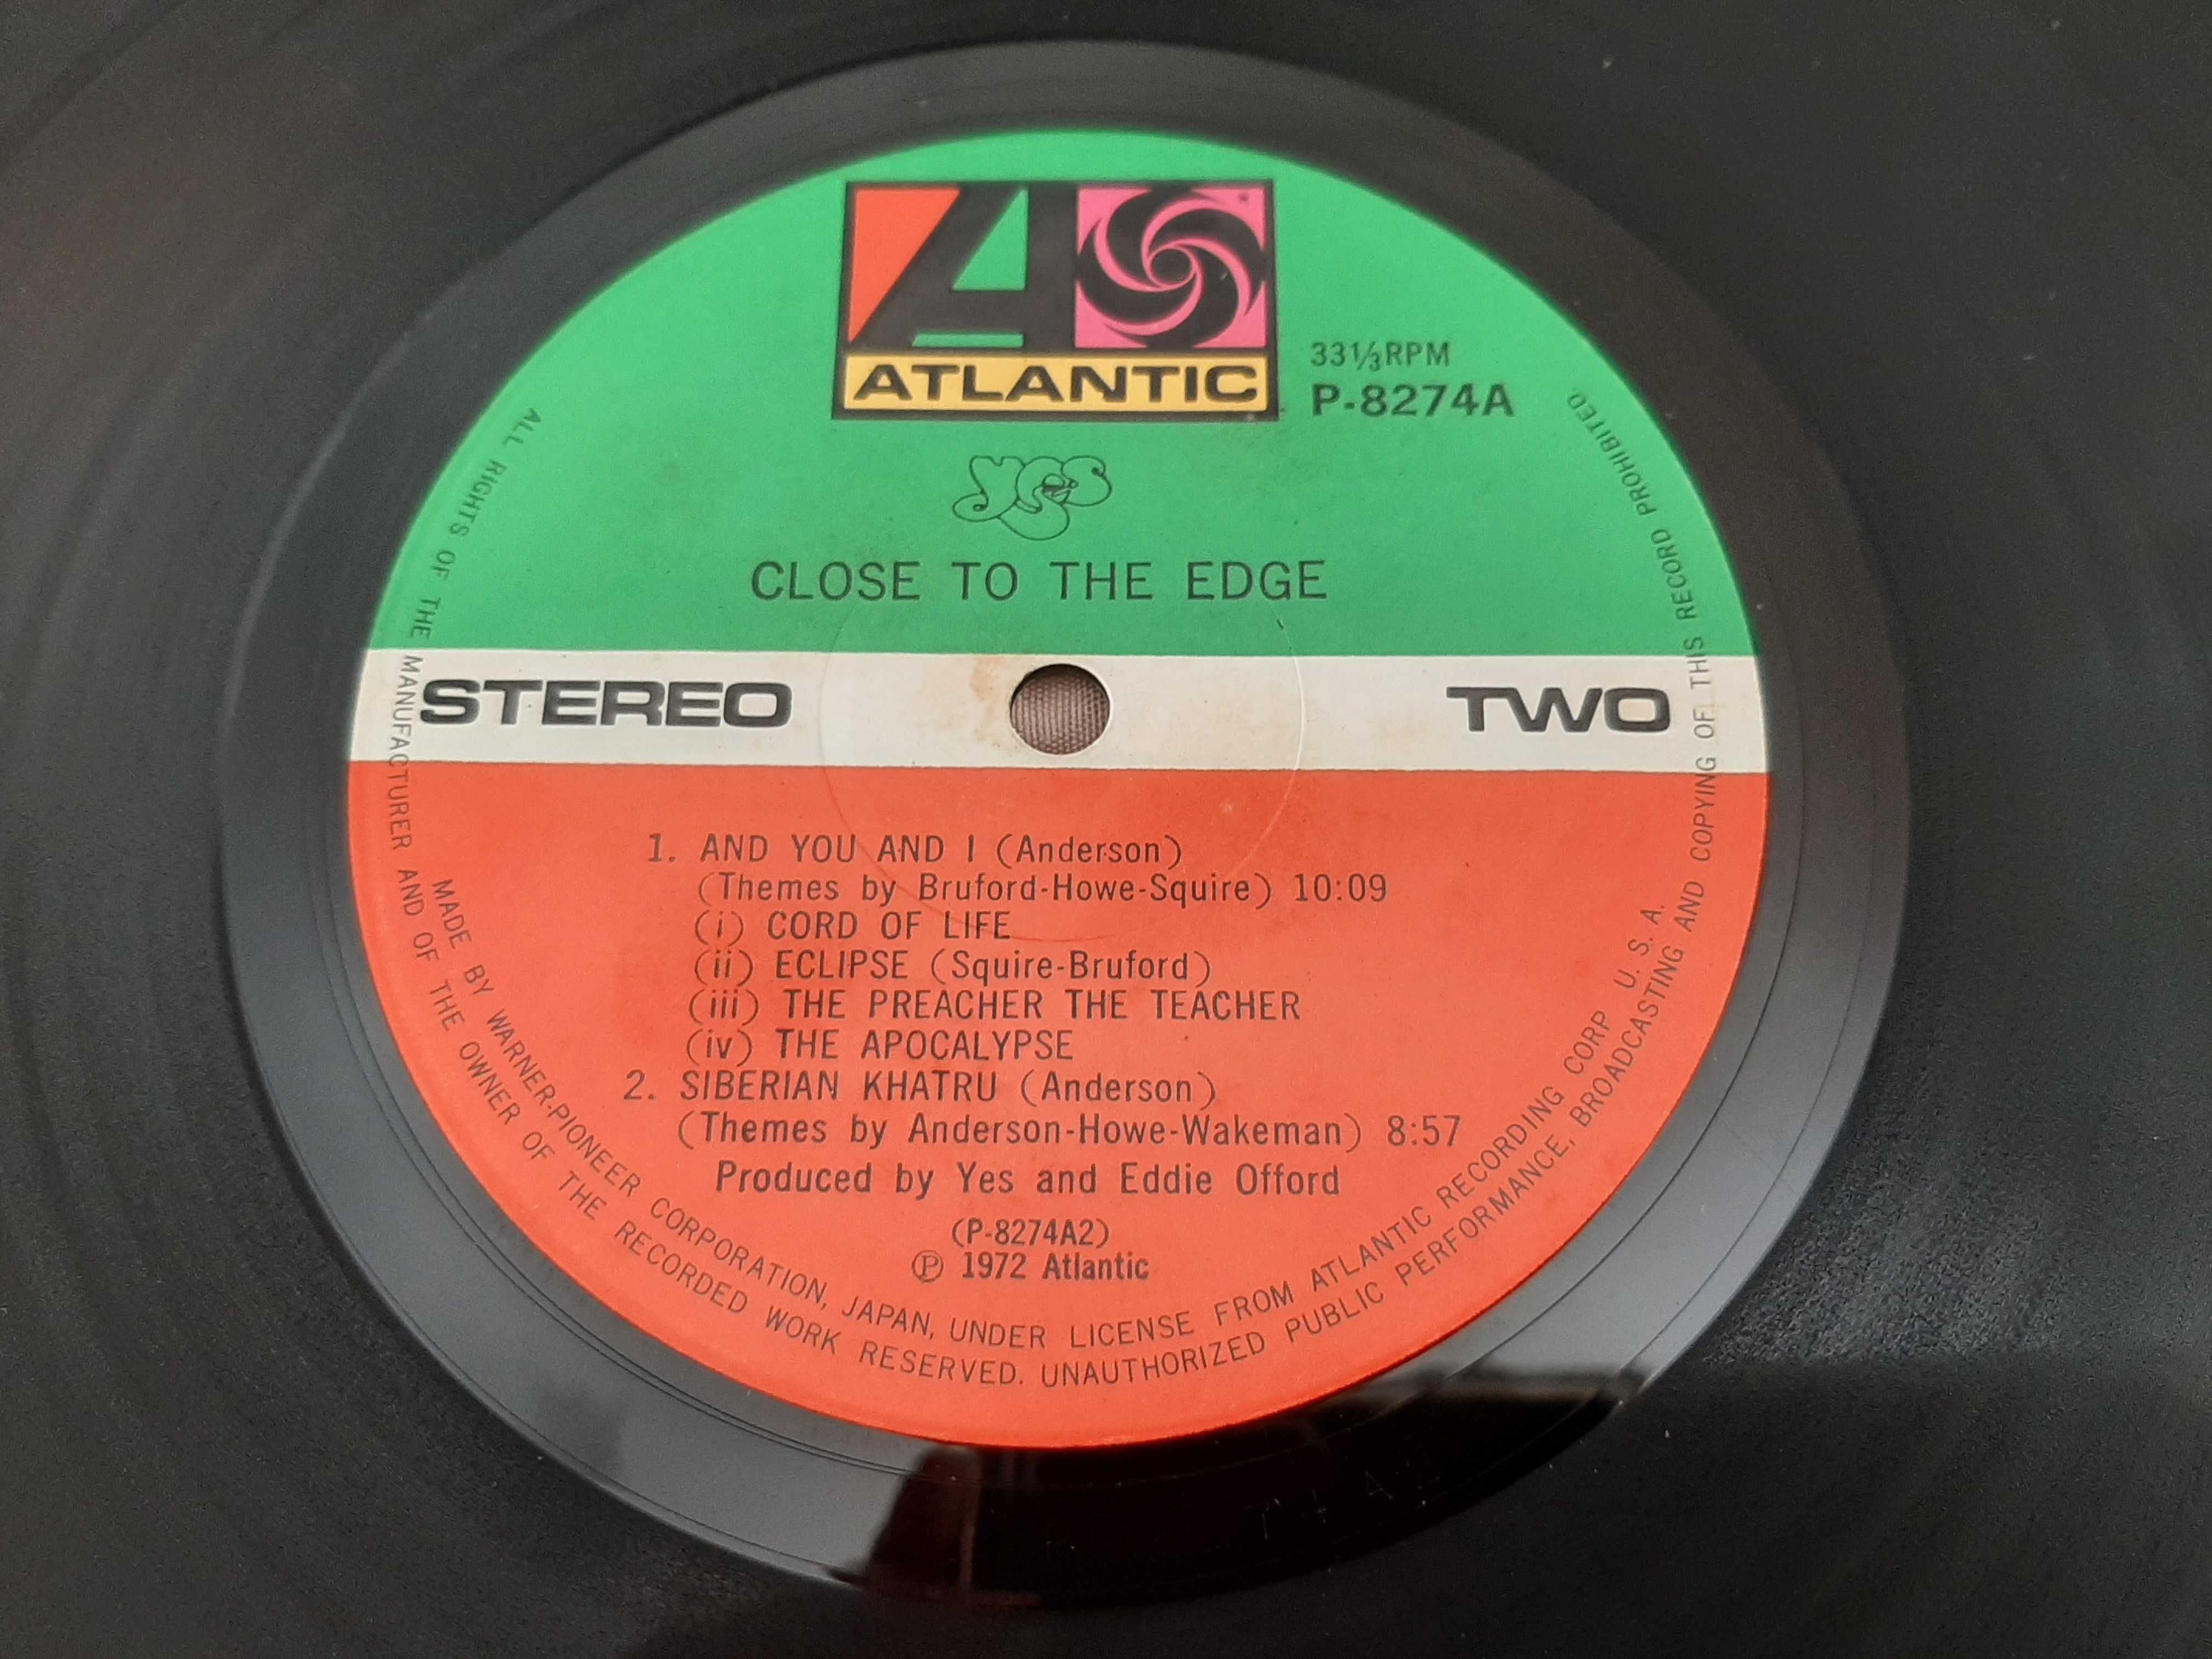 ATLANTIC
33 1/3 RPM
P-8274A
yes
CLOSE TO THE EDGE
STEREO
TWO
1. AND YOU AND I (Anderson)
(Themes by Bruford-Howe-Squire) 10:09
(i) CORD OF LIFE
(ii) ECLIPSE (Squire-Bruford)
(iii) THE PREACHER THE TEACHER
(iv) THE APOCALYPSE
2. SIBERIAN KHATRU (Anderson)
(Themes by Anderson-Howe-Wakeman) 8:57
Produced by Yes and Eddie Offord
(P-8274A2)
Ⓟ 1972 Atlantic
MADE BY WARNER-PIONEER CORPORATION, JAPAN, UNDER LICENSE FROM ATLANTIC RECORDING CORP U. S. A.
ALL RIGHTS OF THE MANUFACTURER AND OF THE OWNER OF THE RECORDED WORK RESERVED. UNAUTHORIZED PUBLIC PERFORMANCE, BROADCASTING AND COPYING OF THIS RECORD PROHIBITED.